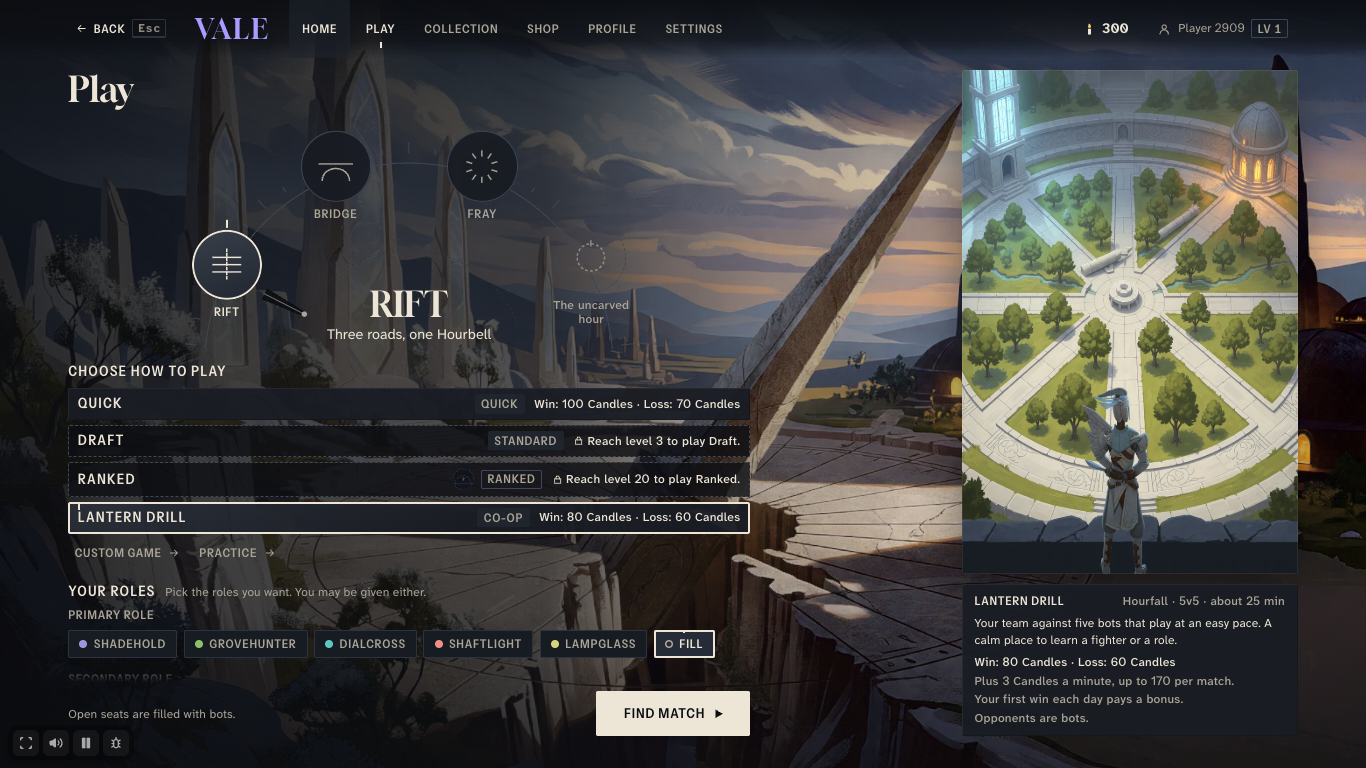 ← BACK Esc VALE HOME PLAY COLLECTION SHOP PROFILE SETTINGS 300 Player 2909 LV 1
Play
BRIDGE
FRAY
RIFT
RIFT
Three roads, one Hourbell
The uncarved
hour
CHOOSE HOW TO PLAY
QUICK QUICK Win: 100 Candles · Loss: 70 Candles
DRAFT STANDARD Reach level 3 to play Draft.
RANKED RANKED Reach level 20 to play Ranked.
LANTERN DRILL CO-OP Win: 80 Candles · Loss: 60 Candles
CUSTOM GAME → PRACTICE →
YOUR ROLES Pick the roles you want. You may be given either.
PRIMARY ROLE
SHADEHOLD GROVEHUNTER DIALCROSS SHAFTLIGHT LAMPGLASS FILL
SECONDARY ROLE
Open seats are filled with bots.
FIND MATCH
LANTERN DRILL Hourfall · 5v5 · about 25 min
Your team against five bots that play at an easy pace. A
calm place to learn a fighter or a role.
Win: 80 Candles · Loss: 60 Candles
Plus 3 Candles a minute, up to 170 per match.
Your first win each day pays a bonus.
Opponents are bots.